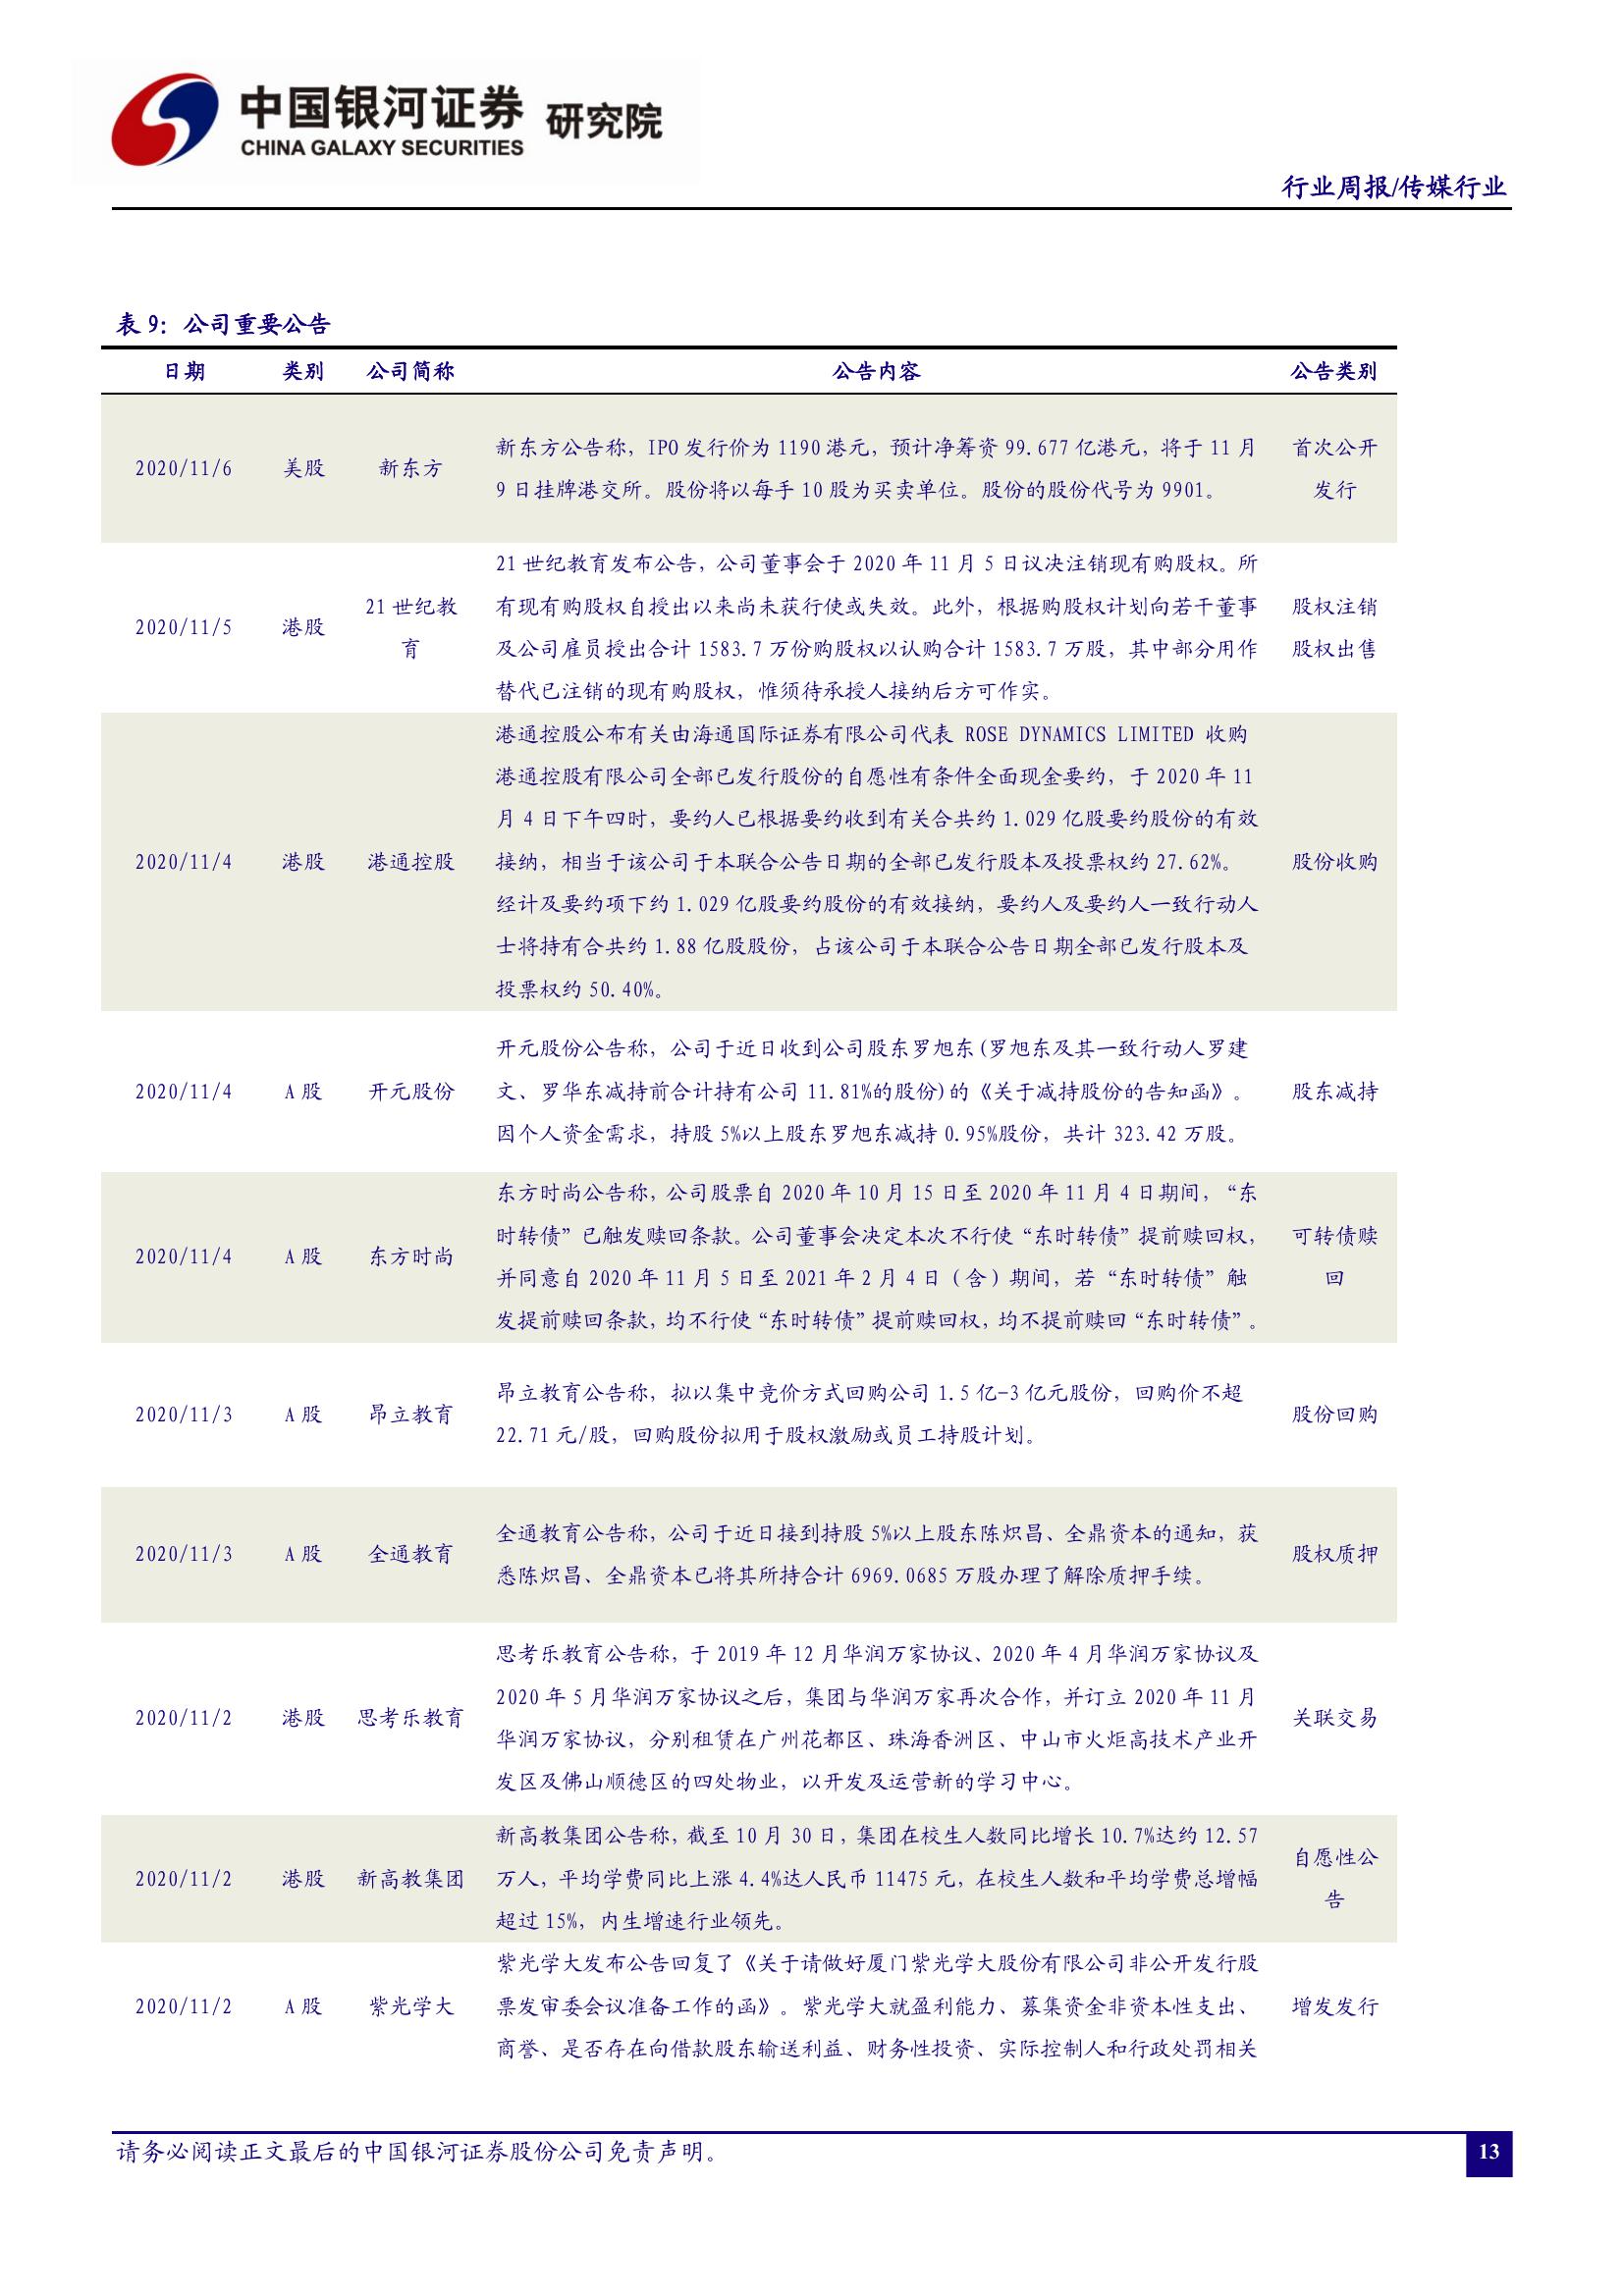 中国银河证券 研究院
CHINA GALAXY SECURITIES
行业周报/传媒行业
表 9：公司重要公告
日期 类别 公司简称 公告内容 公告类别
2020/11/6 美股 新东方
新东方公告称，IPO 发行价为 1190 港元，预计净筹资 99.677 亿港元，将于 11 月
9 日挂牌港交所。股份将以每手 10 股为买卖单位。股份的股份代号为 9901。
首次公开
发行
2020/11/5 港股
21 世纪教
育
21 世纪教育发布公告，公司董事会于 2020 年 11 月 5 日议决注销现有购股权。所
有现有购股权自授出以来尚未获行使或失效。此外，根据购股权计划向若干董事
及公司雇员授出合计 1583.7 万份购股权以认购合计 1583.7 万股，其中部分用作
替代已注销的现有购股权，惟须待承授人接纳后方可作实。
股权注销
股权出售
2020/11/4 港股 港通控股
港通控股公布有关由海通国际证券有限公司代表 ROSE DYNAMICS LIMITED 收购
港通控股有限公司全部已发行股份的自愿性有条件全面现金要约，于 2020 年 11
月 4 日下午四时，要约人已根据要约收到有关合共约 1.029 亿股要约股份的有效
接纳，相当于该公司于本联合公告日期的全部已发行股本及投票权约 27.62%。
经计及要约项下约 1.029 亿股要约股份的有效接纳，要约人及要约人一致行动人
士将持有合共约 1.88 亿股股份，占该公司于本联合公告日期全部已发行股本及
投票权约 50.40%。
股份收购
2020/11/4 A 股 开元股份
开元股份公告称，公司于近日收到公司股东罗旭东(罗旭东及其一致行动人罗建
文、罗华东减持前合计持有公司 11.81%的股份)的《关于减持股份的告知函》。
因个人资金需求，持股 5%以上股东罗旭东减持 0.95%股份，共计 323.42 万股。
股东减持
2020/11/4 A 股 东方时尚
东方时尚公告称，公司股票自 2020 年 10 月 15 日至 2020 年 11 月 4 日期间，“东
时转债”已触发赎回条款。公司董事会决定本次不行使“东时转债”提前赎回权，
并同意自 2020 年 11 月 5 日至 2021 年 2 月 4 日（含）期间，若“东时转债”触
发提前赎回条款，均不行使“东时转债”提前赎回权，均不提前赎回“东时转债”。
可转债赎
回
2020/11/3 A 股 昂立教育
昂立教育公告称，拟以集中竞价方式回购公司 1.5 亿-3 亿元股份，回购价不超
22.71 元/股，回购股份拟用于股权激励或员工持股计划。
股份回购
2020/11/3 A 股 全通教育
全通教育公告称，公司于近日接到持股 5%以上股东陈炽昌、全鼎资本的通知，获
悉陈炽昌、全鼎资本已将其所持合计 6969.0685 万股办理了解除质押手续。
股权质押
2020/11/2 港股 思考乐教育
思考乐教育公告称，于 2019 年 12 月华润万家协议、2020 年 4 月华润万家协议及
2020 年 5 月华润万家协议之后，集团与华润万家再次合作，并订立 2020 年 11 月
华润万家协议，分别租赁在广州花都区、珠海香洲区、中山市火炬高技术产业开
发区及佛山顺德区的四处物业，以开发及运营新的学习中心。
关联交易
2020/11/2 港股 新高教集团
新高教集团公告称，截至 10 月 30 日，集团在校生人数同比增长 10.7%达约 12.57
万人，平均学费同比上涨 4.4%达人民币 11475 元，在校生人数和平均学费总增幅
超过 15%，内生增速行业领先。
自愿性公
告
2020/11/2 A 股 紫光学大
紫光学大发布公告回复了《关于请做好厦门紫光学大股份有限公司非公开发行股
票发审委会议准备工作的函》。紫光学大就盈利能力、募集资金非资本性支出、
商誉、是否存在向借款股东输送利益、财务性投资、实际控制人和行政处罚相关
增发发行
请务必阅读正文最后的中国银河证券股份公司免责声明。
13